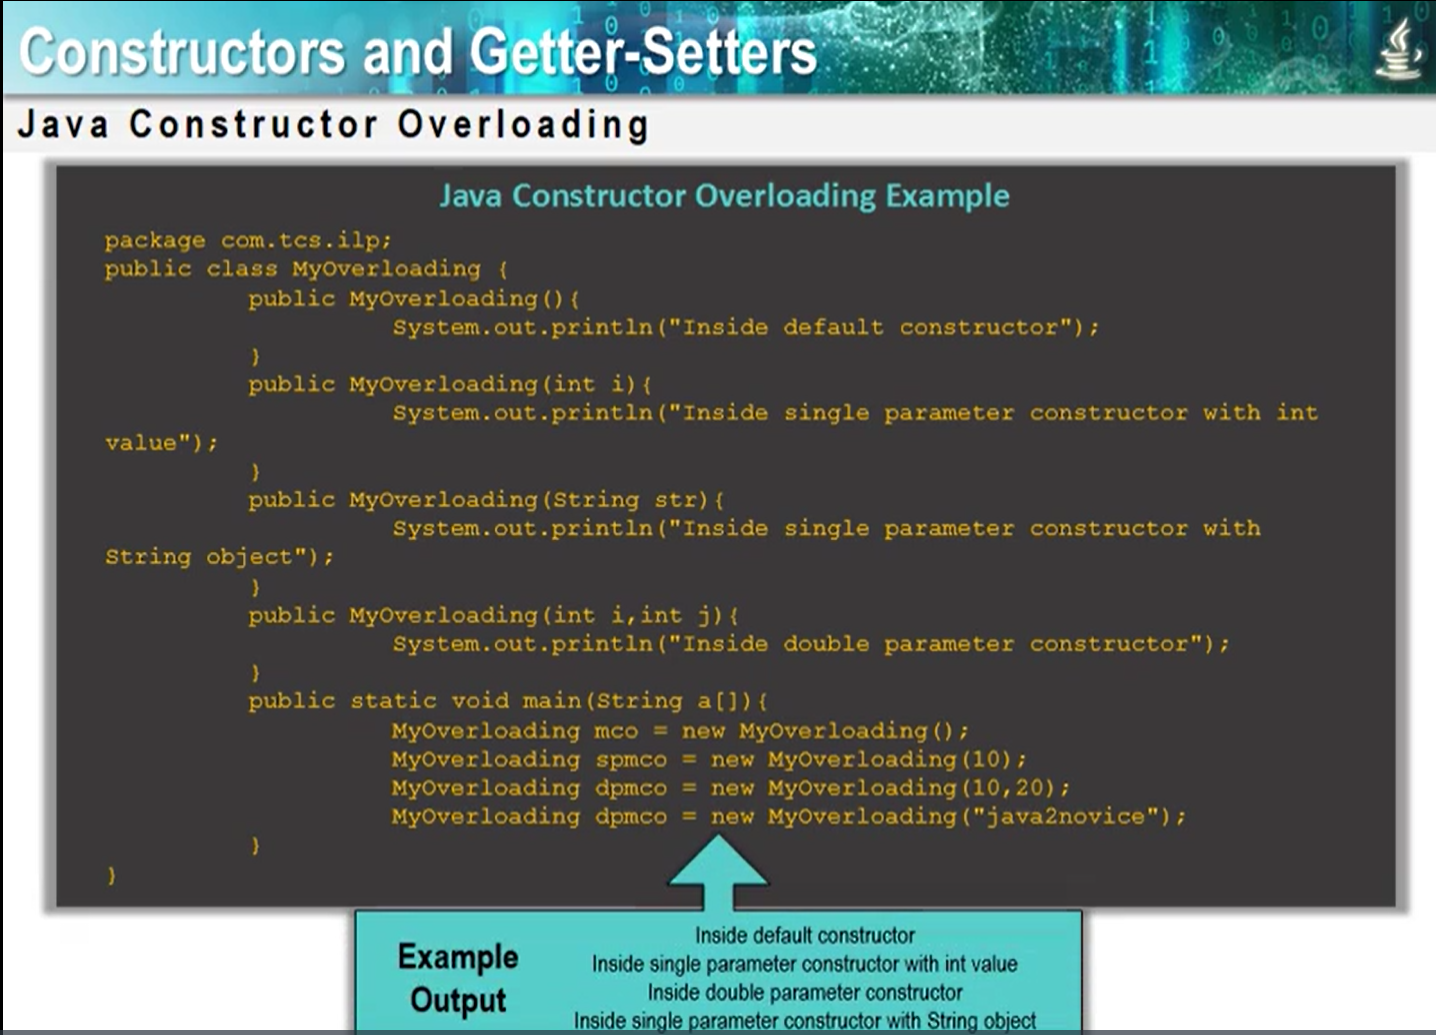 Constructors and Getter-Setters
Java Constructor Overloading
Java Constructor Overloading Example
package com.tcs.ilp;
public class MyOverloading {
public MyOverloading(){
System.out.println("Inside default constructor");
}
public MyOverloading(int i){
System.out.println("Inside single parameter constructor with int
value");
}
public MyOverloading(String str){
System.out.println("Inside single parameter constructor with
String object");
}
public MyOverloading(int i,int j){
System.out.println("Inside double parameter constructor");
}
public static void main(String a[]){
MyOverloading mco = new MyOverloading();
MyOverloading spmco = new MyOverloading(10);
MyOverloading dpmco = new MyOverloading(10,20);
MyOverloading dpmco = new MyOverloading("java2novice");
}
}
Example
Output
Inside default constructor
Inside single parameter constructor with int value
Inside double parameter constructor
Inside single parameter constructor with String object